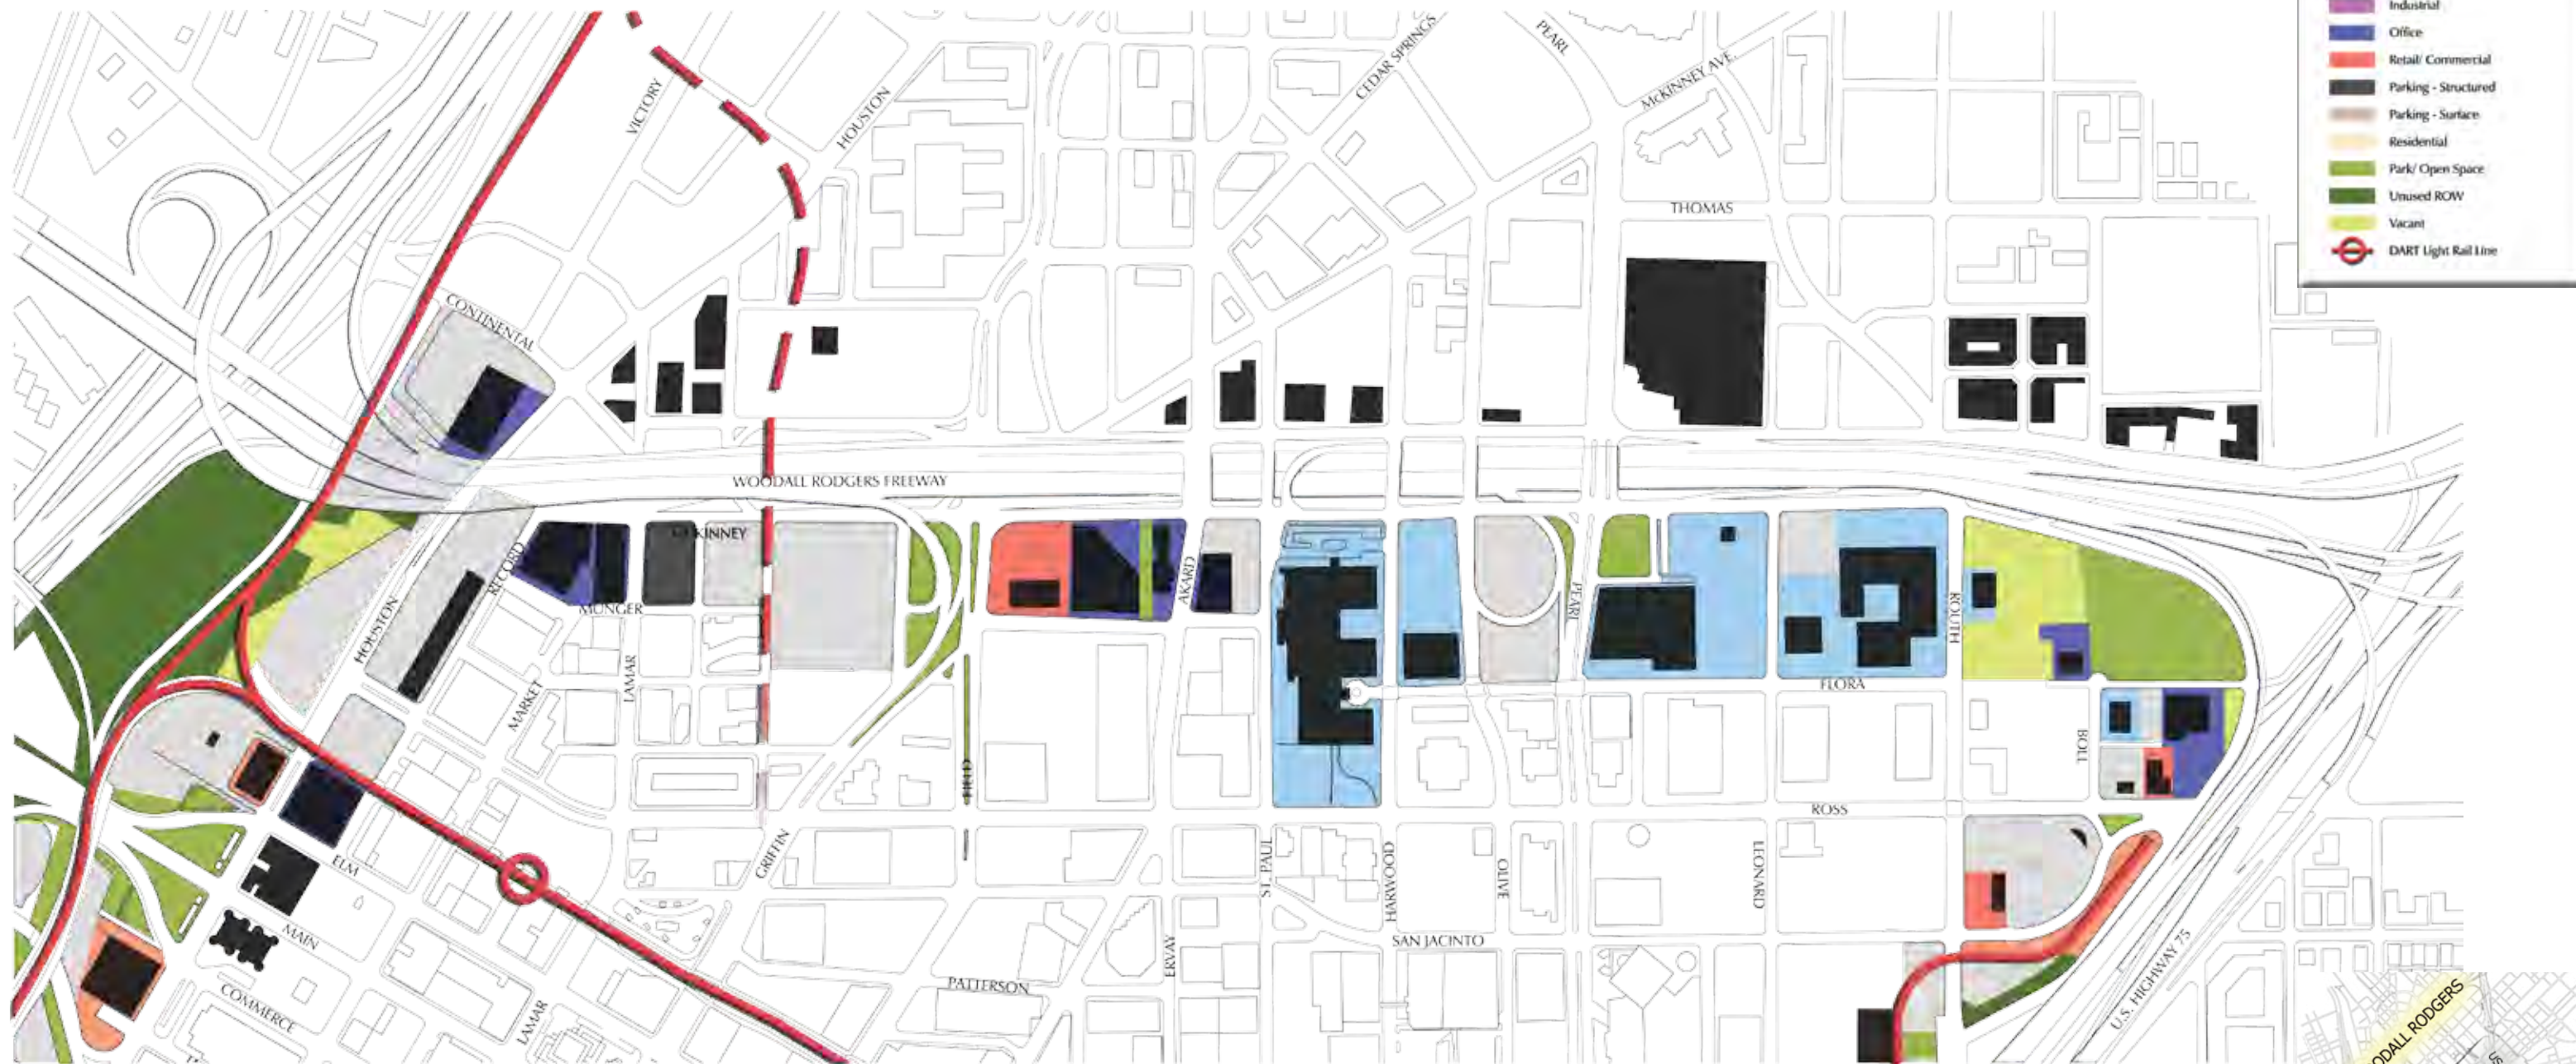 Industrial
Office
Retail/ Commercial
Parking - Structured
Parking - Surface
Residential
Park/ Open Space
Unused ROW
Vacant
DART Light Rail Line
CEDAR SPRINGS
PEARL
McKINNEY AVE.
VICTORY
HOUSTON
THOMAS
CONTINENTAL
WOODALL RODGERS FREEWAY
KINNEY
RECORD
AKARD
MUNGER
HOUSTON
PEARL
ROUTH
LAMAR
MARKET
FLORA
BOLL
FIELD
ROSS
ELM
GRIFFIN
ST. PAUL
HARWOOD
OLIVE
LEONARD
MAIN
SAN JACINTO
ERVAY
PATTERSON
COMMERCE
LAMAR
U.S. HIGHWAY 75
ODALL RODGERS